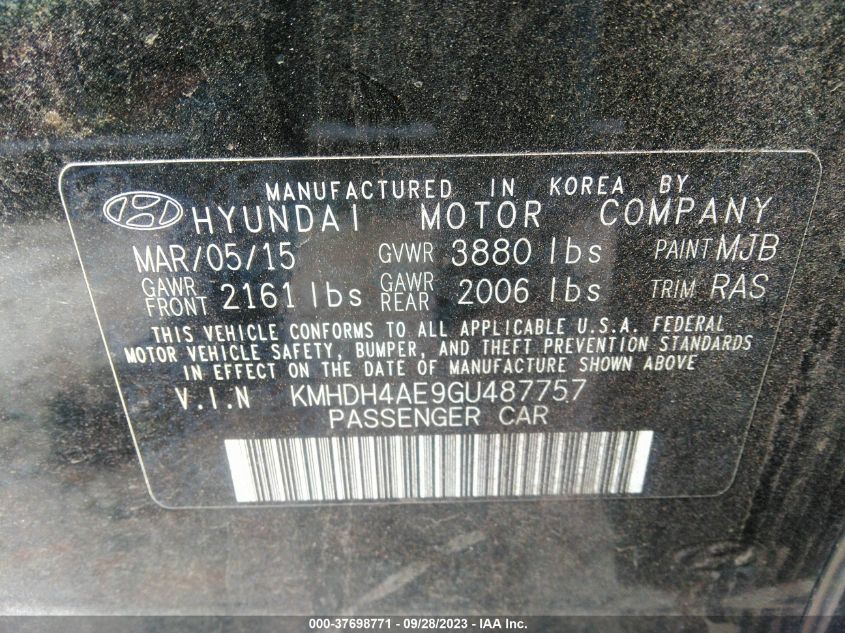 MANUFACTURED IN KOREA BY
HYUNDAI MOTOR COMPANY
MAR/05/15 GVWR 3880 lbs PAINT MJB
GAWR FRONT 2161 lbs GAWR REAR 2006 lbs TRIM RAS
THIS VEHICLE CONFORMS TO ALL APPLICABLE U.S.A. FEDERAL
MOTOR VEHICLE SAFETY, BUMPER, AND THEFT PREVENTION STANDARDS
IN EFFECT ON THE DATE OF MANUFACTURE SHOWN ABOVE
V.I.N KMHDH4AE9GU487757
PASSENGER CAR
000-37698771 - 09/28/2023 - IAA Inc.